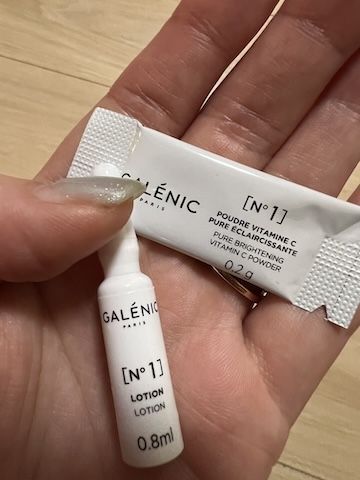 GALÉNIC
PARIS
[N°1]
POUDRE VITAMINE C
PURE ÉCLAIRCISSANTE
PURE BRIGHTENING
VITAMIN C POWDER
0.2 g
GALÉNIC
PARIS
[N°1]
LOTION
LOTION
0.8ml